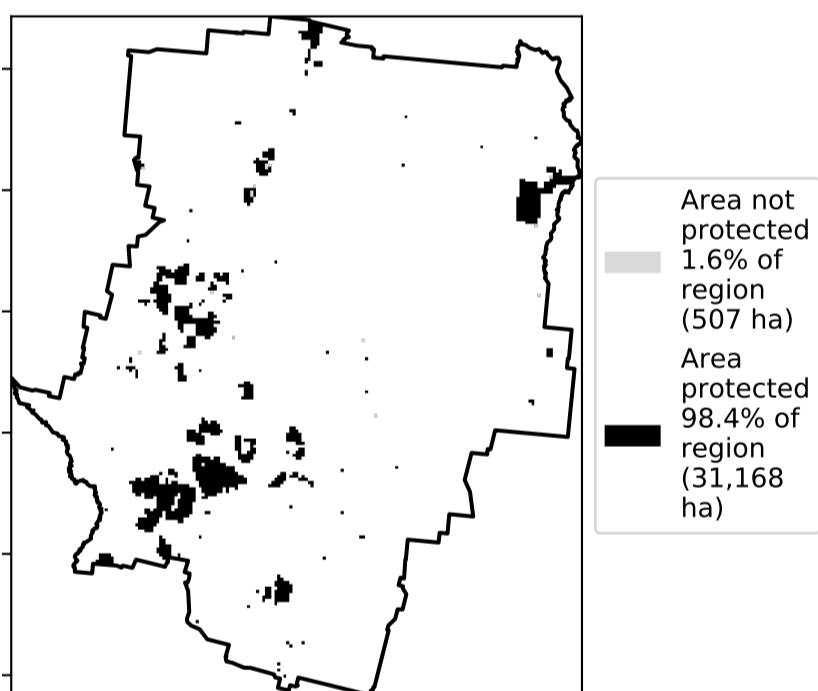 Area not
protected
1.6% of
region
(507 ha)
Area
protected
98.4% of
region
(31,168
ha)